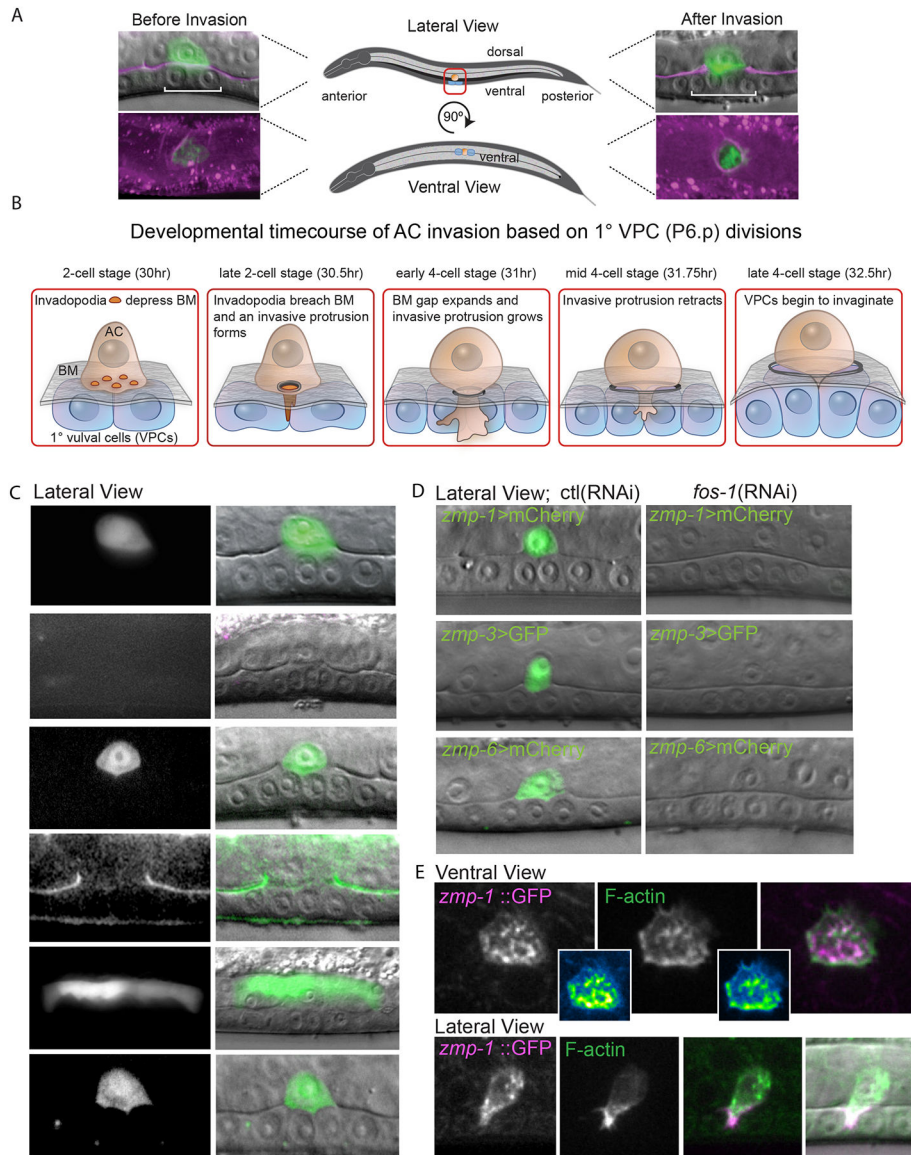 A
Before Invasion
Lateral View
After Invasion
dorsal
anterior
ventral
posterior
90°
ventral
Ventral View
B
Developmental timecourse of AC invasion based on 1° VPC (P6.p) divisions
2-cell stage (30hr)
late 2-cell stage (30.5hr)
early 4-cell stage (31hr)
mid 4-cell stage (31.75hr)
late 4-cell stage (32.5hr)
Invadopodia depress BM
AC
BM
1° vulval cells (VPCs)
Invadopodia breach BM
and an invasive protrusion
forms
BM gap expands and
invasive protrusion grows
Invasive protrusion retracts
VPCs begin to invaginate
C
Lateral View
D
Lateral View; ctl(RNAi)
fos-1(RNAi)
zmp-1>mCherry
zmp-1>mCherry
zmp-3>GFP
zmp-3>GFP
zmp-6>mCherry
zmp-6>mCherry
E
Ventral View
zmp-1 ::GFP
F-actin
Lateral View
zmp-1 ::GFP
F-actin